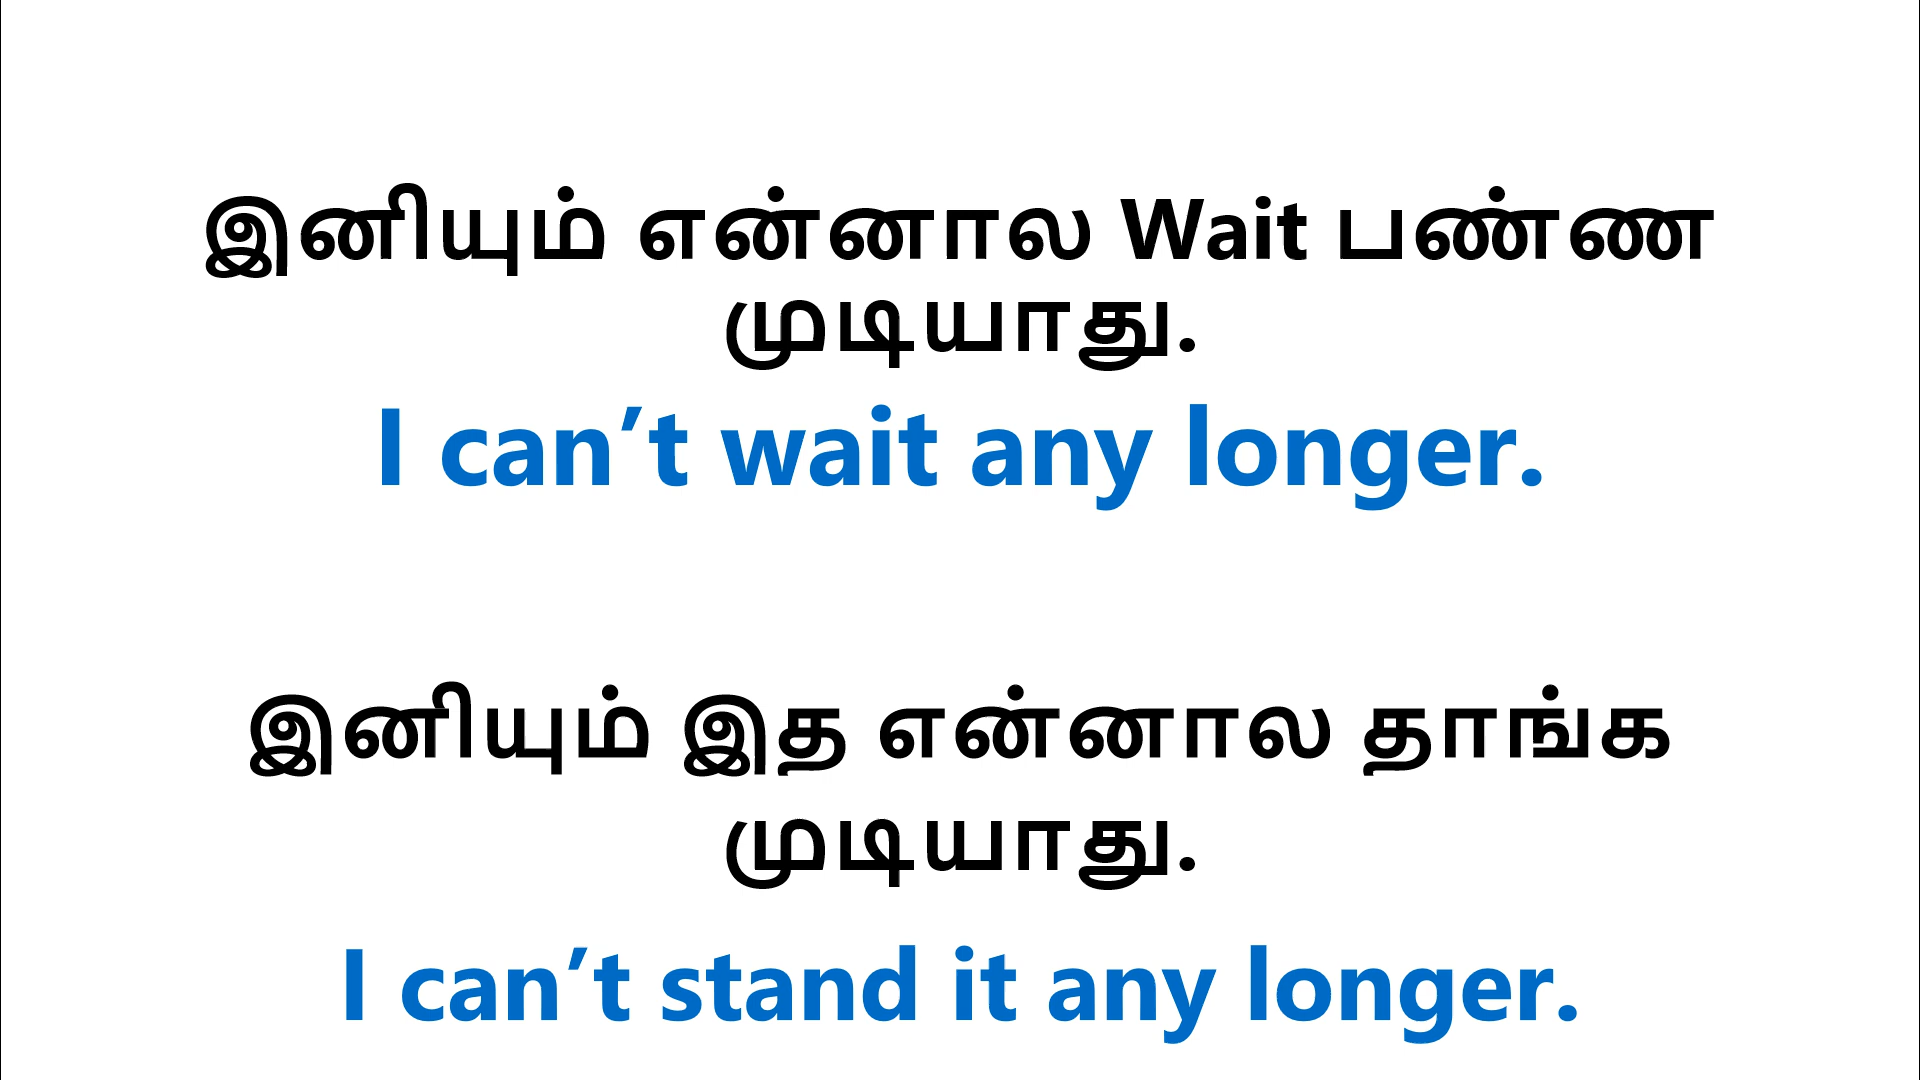 இனியும் என்னால Wait பண்ண
முடியாது.
I can’t wait any longer.
இனியும் இத என்னால தாங்க
முடியாது.
I can’t stand it any longer.